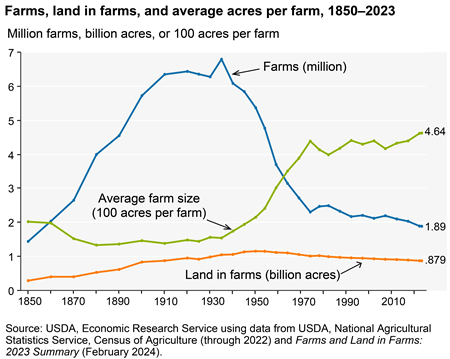 Farms, land in farms, and average acres per farm, 1850–2023
Million farms, billion acres, or 100 acres per farm
7
6
5
4
3
2
1
0
Farms (million)
4.64
Average farm size
(100 acres per farm)
1.89
.879
Land in farms (billion acres)
1850 1870 1890 1910 1930 1950 1970 1990 2010
Source: USDA, Economic Research Service using data from USDA, National Agricultural
Statistics Service, Census of Agriculture (through 2022) and Farms and Land in Farms:
2023 Summary (February 2024).